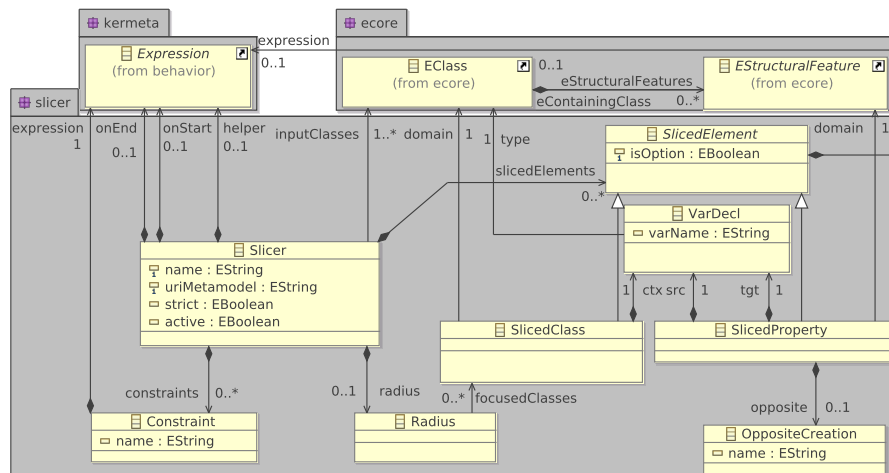 kermeta
ecore
Expression
(from behavior)
expression
0..1
EClass
(from ecore)
0..1
eStructuralFeatures
eContainingClass
0..*
EStructuralFeature
(from ecore)
slicer
expression
1
onEnd
0..1
onStart
0..1
helper
0..1
inputClasses
1..*
domain
1
1
type
SlicedElement
isOption : EBoolean
domain
1
slicedElements
0..*
VarDecl
varName : EString
Slicer
name : EString
uriMetamodel : EString
strict : EBoolean
active : EBoolean
1
ctx
src
1
tgt
1
SlicedClass
SlicedProperty
constraints
0..*
0..1
radius
0..*
focusedClasses
opposite
0..1
Constraint
name : EString
Radius
OppositeCreation
name : EString